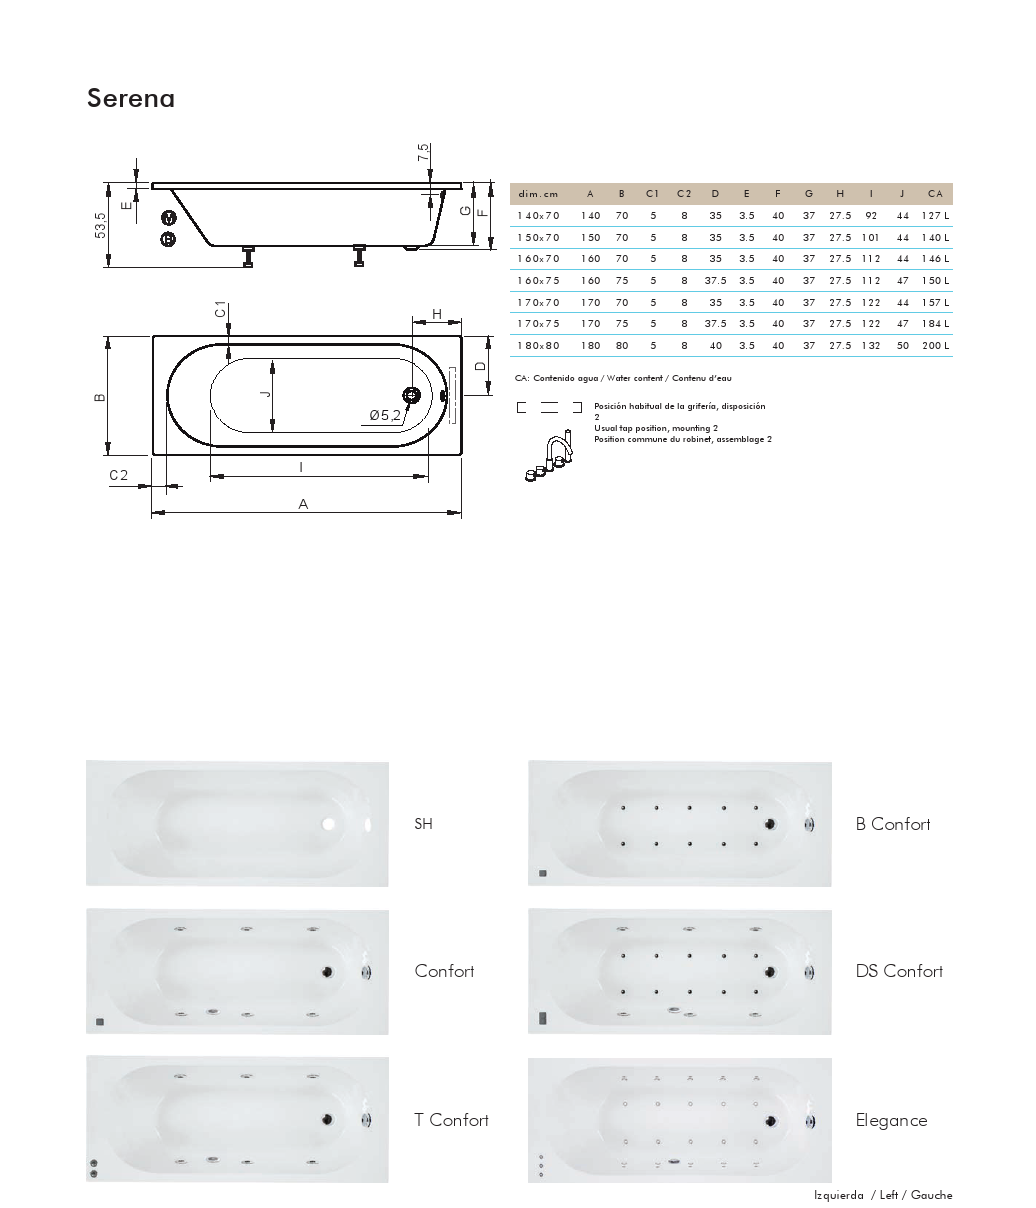 Serena
7,5
E
53,5
M
B
G
F
dim.cm A B C1 C2 D E F G H I J CA
140x70 140 70 5 8 35 3.5 40 37 27.5 92 44 127 L
150x70 150 70 5 8 35 3.5 40 37 27.5 101 44 140 L
160x70 160 70 5 8 35 3.5 40 37 27.5 112 44 146 L
160x75 160 75 5 8 37.5 3.5 40 37 27.5 112 47 150 L
170x70 170 70 5 8 35 3.5 40 37 27.5 122 44 157 L
170x75 170 75 5 8 37.5 3.5 40 37 27.5 122 47 184 L
180x80 180 80 5 8 40 3.5 40 37 27.5 132 50 200 L
C1
H
B
J
D
Ø5,2
C2
I
A
CA: Contenido agua / Water content / Contenu d'eau
Posición habitual de la grifería, disposición
2
Usual tap position, mounting 2
Position commune du robinet, assemblage 2
SH
B Confort
Confort
DS Confort
T Confort
Elegance
Izquierda / Left / Gauche